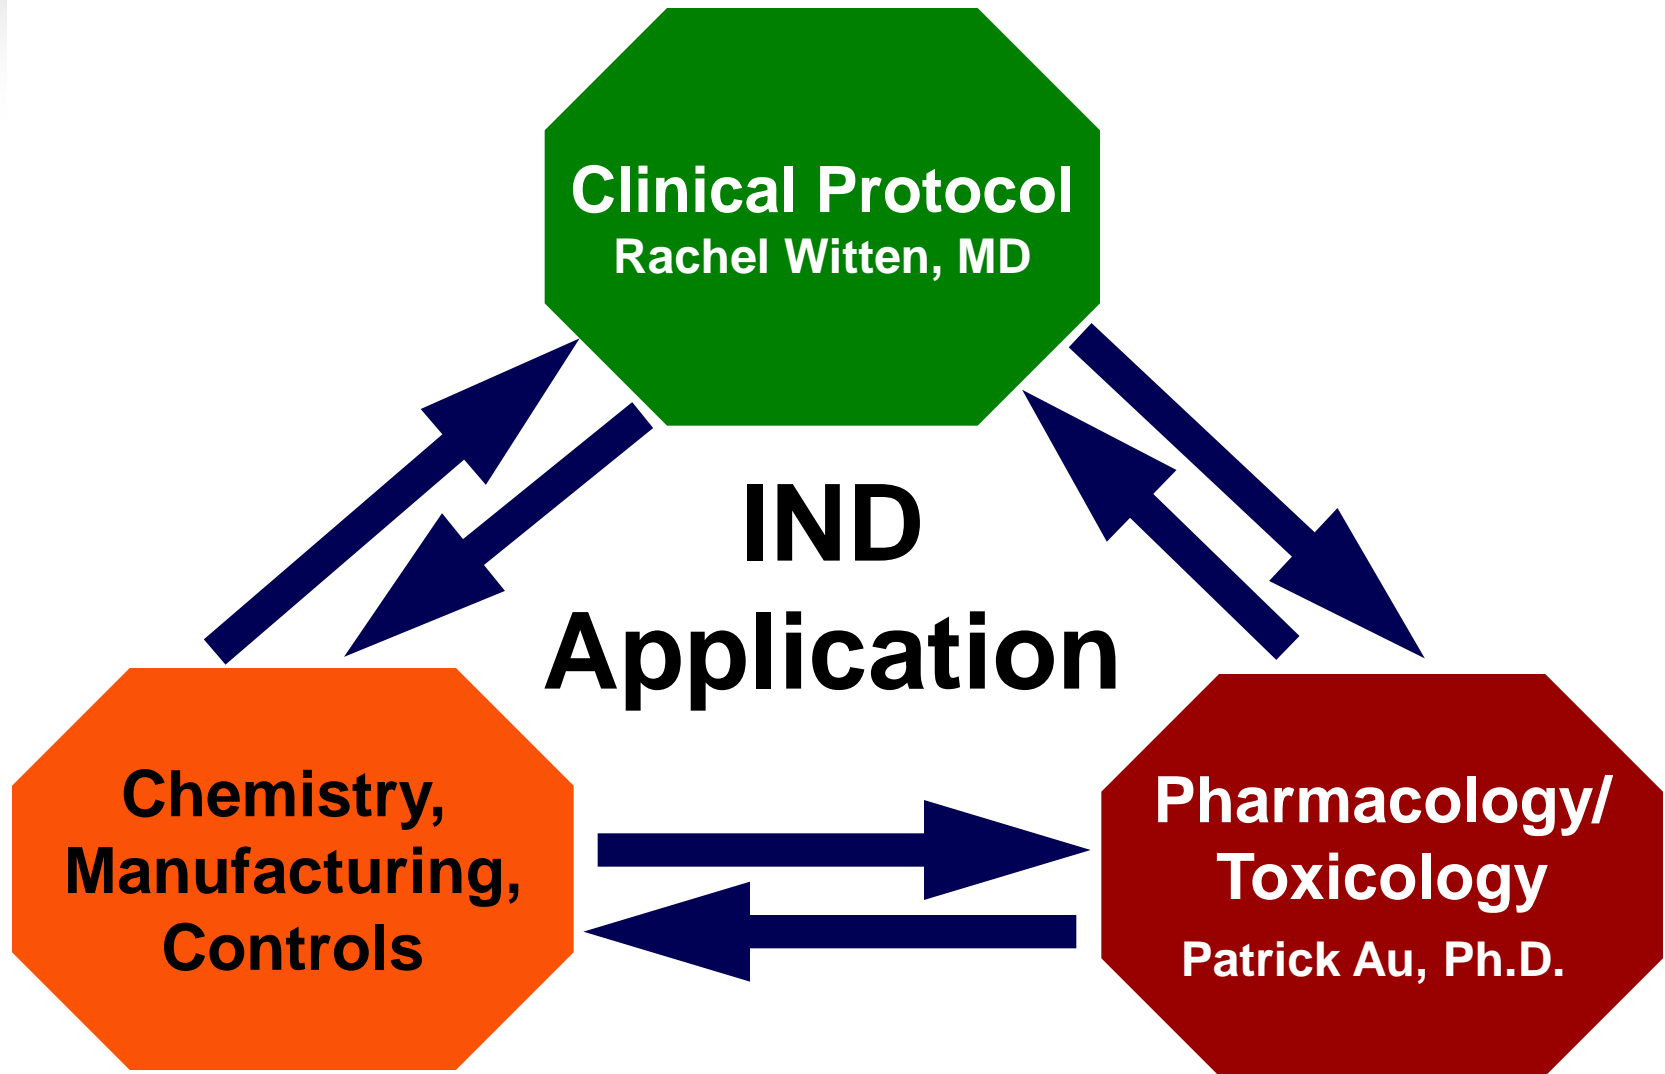 Clinical Protocol
Rachel Witten, MD
IND
Application
Chemistry,
Manufacturing,
Controls
Pharmacology/
Toxicology
Patrick Au, Ph.D.